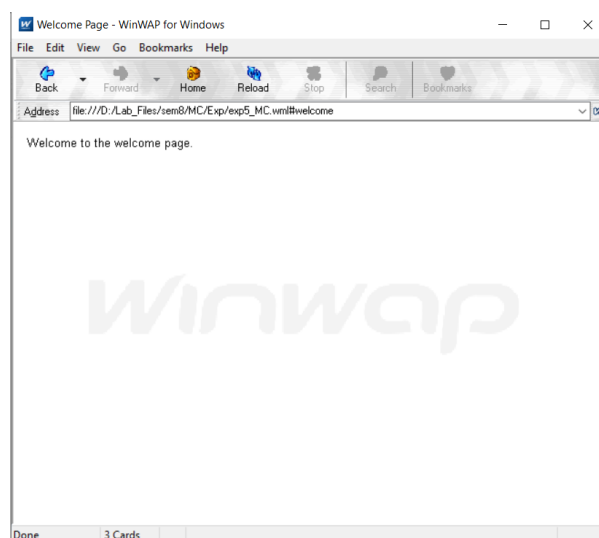 Welcome Page - WinWAP for Windows
File Edit View Go Bookmarks Help
Back Forward Home Reload Stop Search Bookmarks
Address file:///D:/Lab_Files/sem8/MC/Exp/exp5_MC.wml#welcome
Welcome to the welcome page.
Winwap
Done 3 Cards